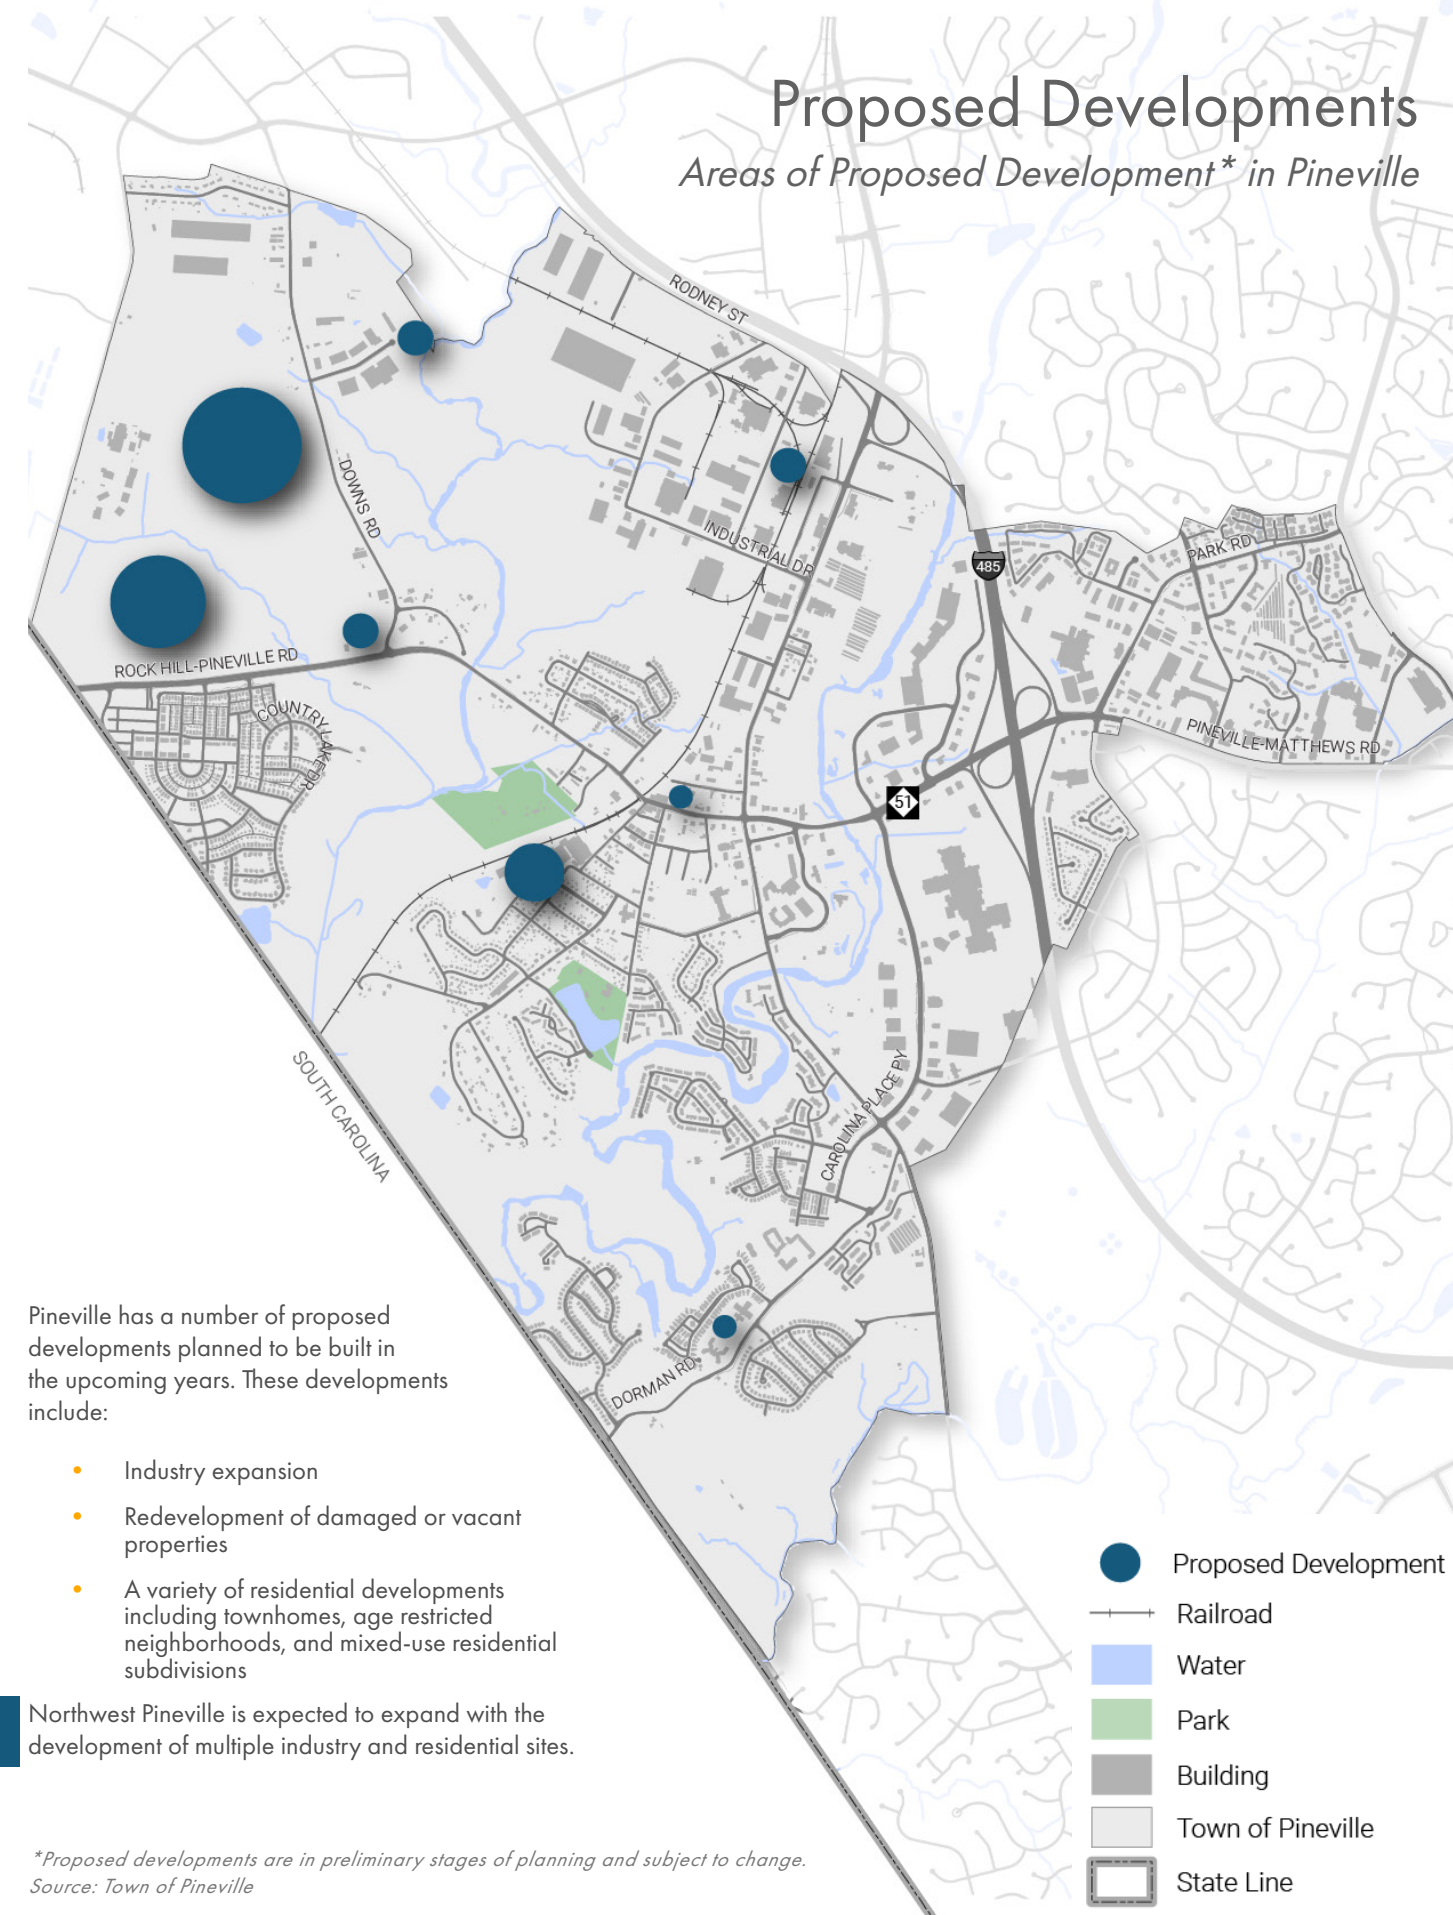 Proposed Developments
Areas of Proposed Development* in Pineville
RODNEY ST
DOWNS RD
INDUSTRIAL DR
485
PARK RD
ROCK HILL-PINEVILLE RD
COUNTRY LAKE DR
PINEVILLE-MATTHEWS RD
51
SOUTH CAROLINA
CAROLINA PLACE PY
DORMAN RD
Pineville has a number of proposed
developments planned to be built in
the upcoming years. These developments
include:
• Industry expansion
• Redevelopment of damaged or vacant
properties
• A variety of residential developments
including townhomes, age restricted
neighborhoods, and mixed-use residential
subdivisions
Northwest Pineville is expected to expand with the
development of multiple industry and residential sites.
*Proposed developments are in preliminary stages of planning and subject to change.
Source: Town of Pineville
Proposed Development
Railroad
Water
Park
Building
Town of Pineville
State Line